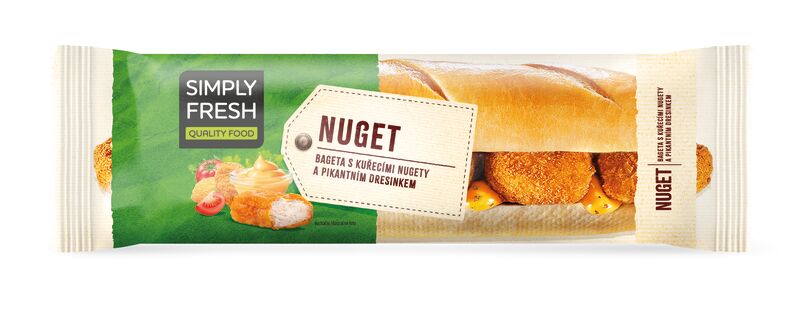 SIMPLY
FRESH
QUALITY FOOD
NUGET
BAGETA S KUŘECÍMI NUGETY
A PIKANTNÍM DRESINKEM
NUGET
BAGETA S KUŘECÍMI NUGETY
A PIKANTNÍM DRESINKEM